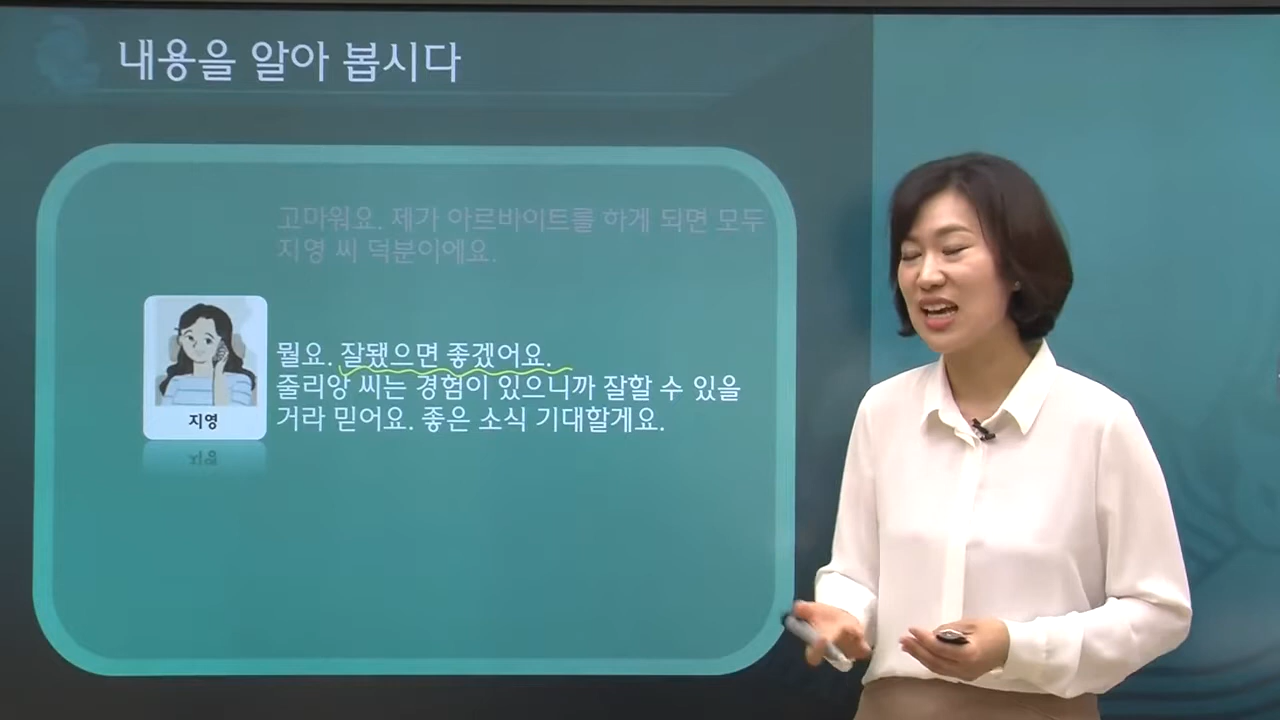 내용을 알아 봅시다
고마워요. 제가 아르바이트를 하게 되면 모두
지영 씨 덕분이에요.
뭘요. 잘됐으면 좋겠어요.
줄리앙 씨는 경험이 있으니까 잘할 수 있을
거라 믿어요. 좋은 소식 기대할게요.
지영